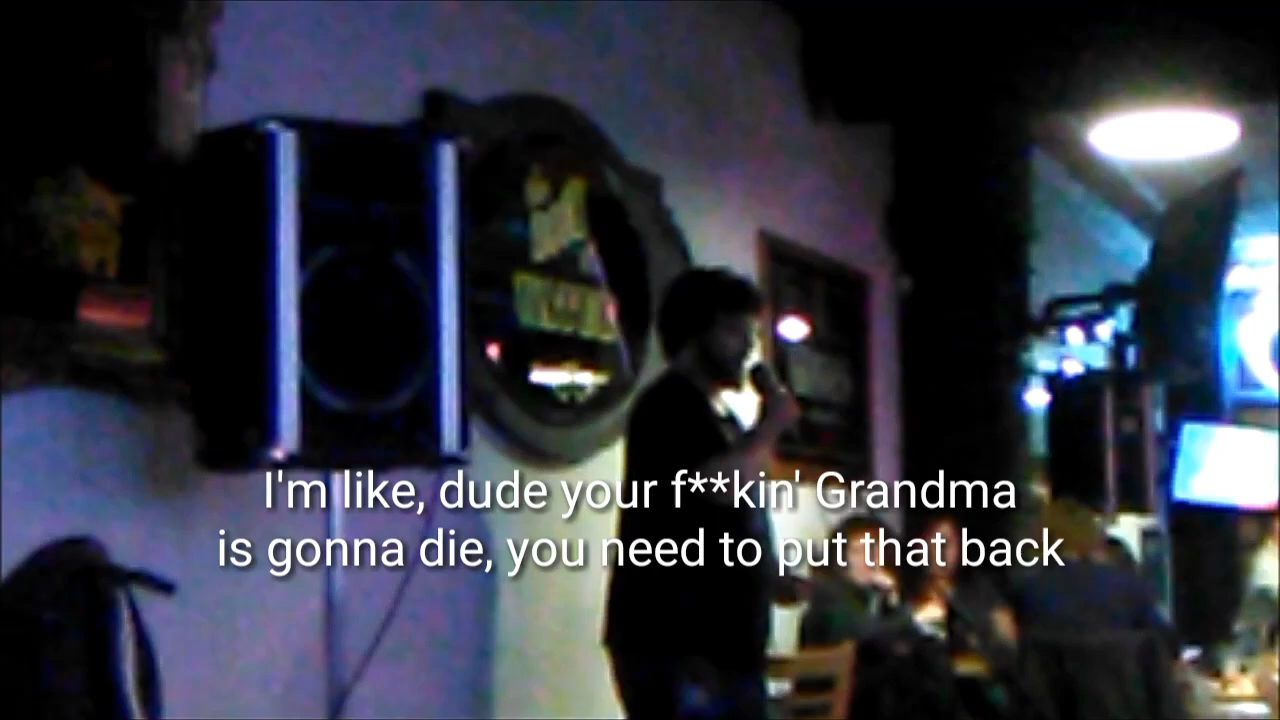 I'm like, dude your f**kin' Grandma
is gonna die, you need to put that back